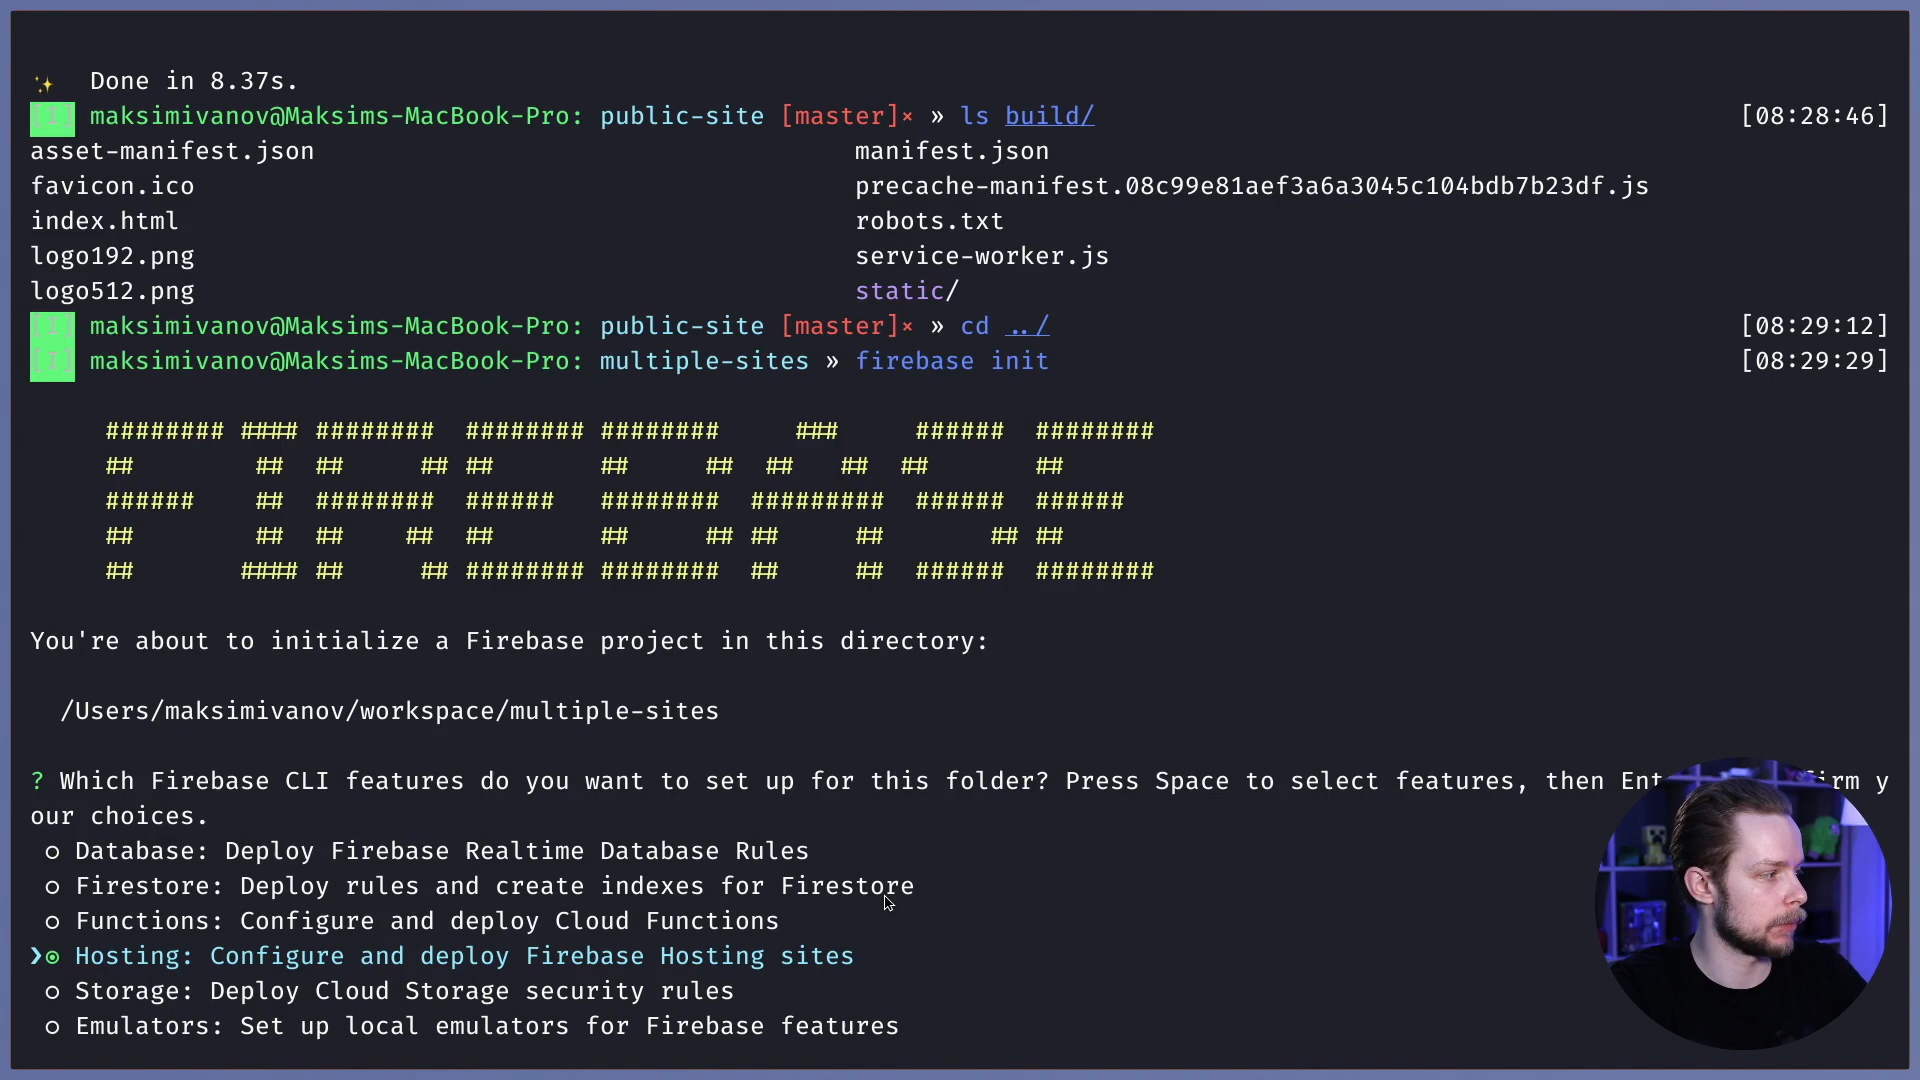 ✨ Done in 8.37s.
[I] maksimivanov@Maksims-MacBook-Pro: public-site [master]× » ls build/ [08:28:46]
asset-manifest.json manifest.json
favicon.ico precache-manifest.08c99e81aef3a6a3045c104bdb7b23df.js
index.html robots.txt
logo192.png service-worker.js
logo512.png static/
[I] maksimivanov@Maksims-MacBook-Pro: public-site [master]× » cd ../ [08:29:12]
[I] maksimivanov@Maksims-MacBook-Pro: multiple-sites » firebase init [08:29:29]
######## #### ######## ######## ######## ### ###### ########
## ## ## ## ## ## ## ## ## ## ##
###### ## ######## ###### ######## ######### ###### ######
## ## ## ## ## ## ## ## ## ## ##
## #### ## ## ######## ######## ## ## ###### ########
You're about to initialize a Firebase project in this directory:
/Users/maksimivanov/workspace/multiple-sites
? Which Firebase CLI features do you want to set up for this folder? Press Space to select features, then Ent firm y
our choices.
○ Database: Deploy Firebase Realtime Database Rules
○ Firestore: Deploy rules and create indexes for Firestore
○ Functions: Configure and deploy Cloud Functions
❯◉ Hosting: Configure and deploy Firebase Hosting sites
○ Storage: Deploy Cloud Storage security rules
○ Emulators: Set up local emulators for Firebase features